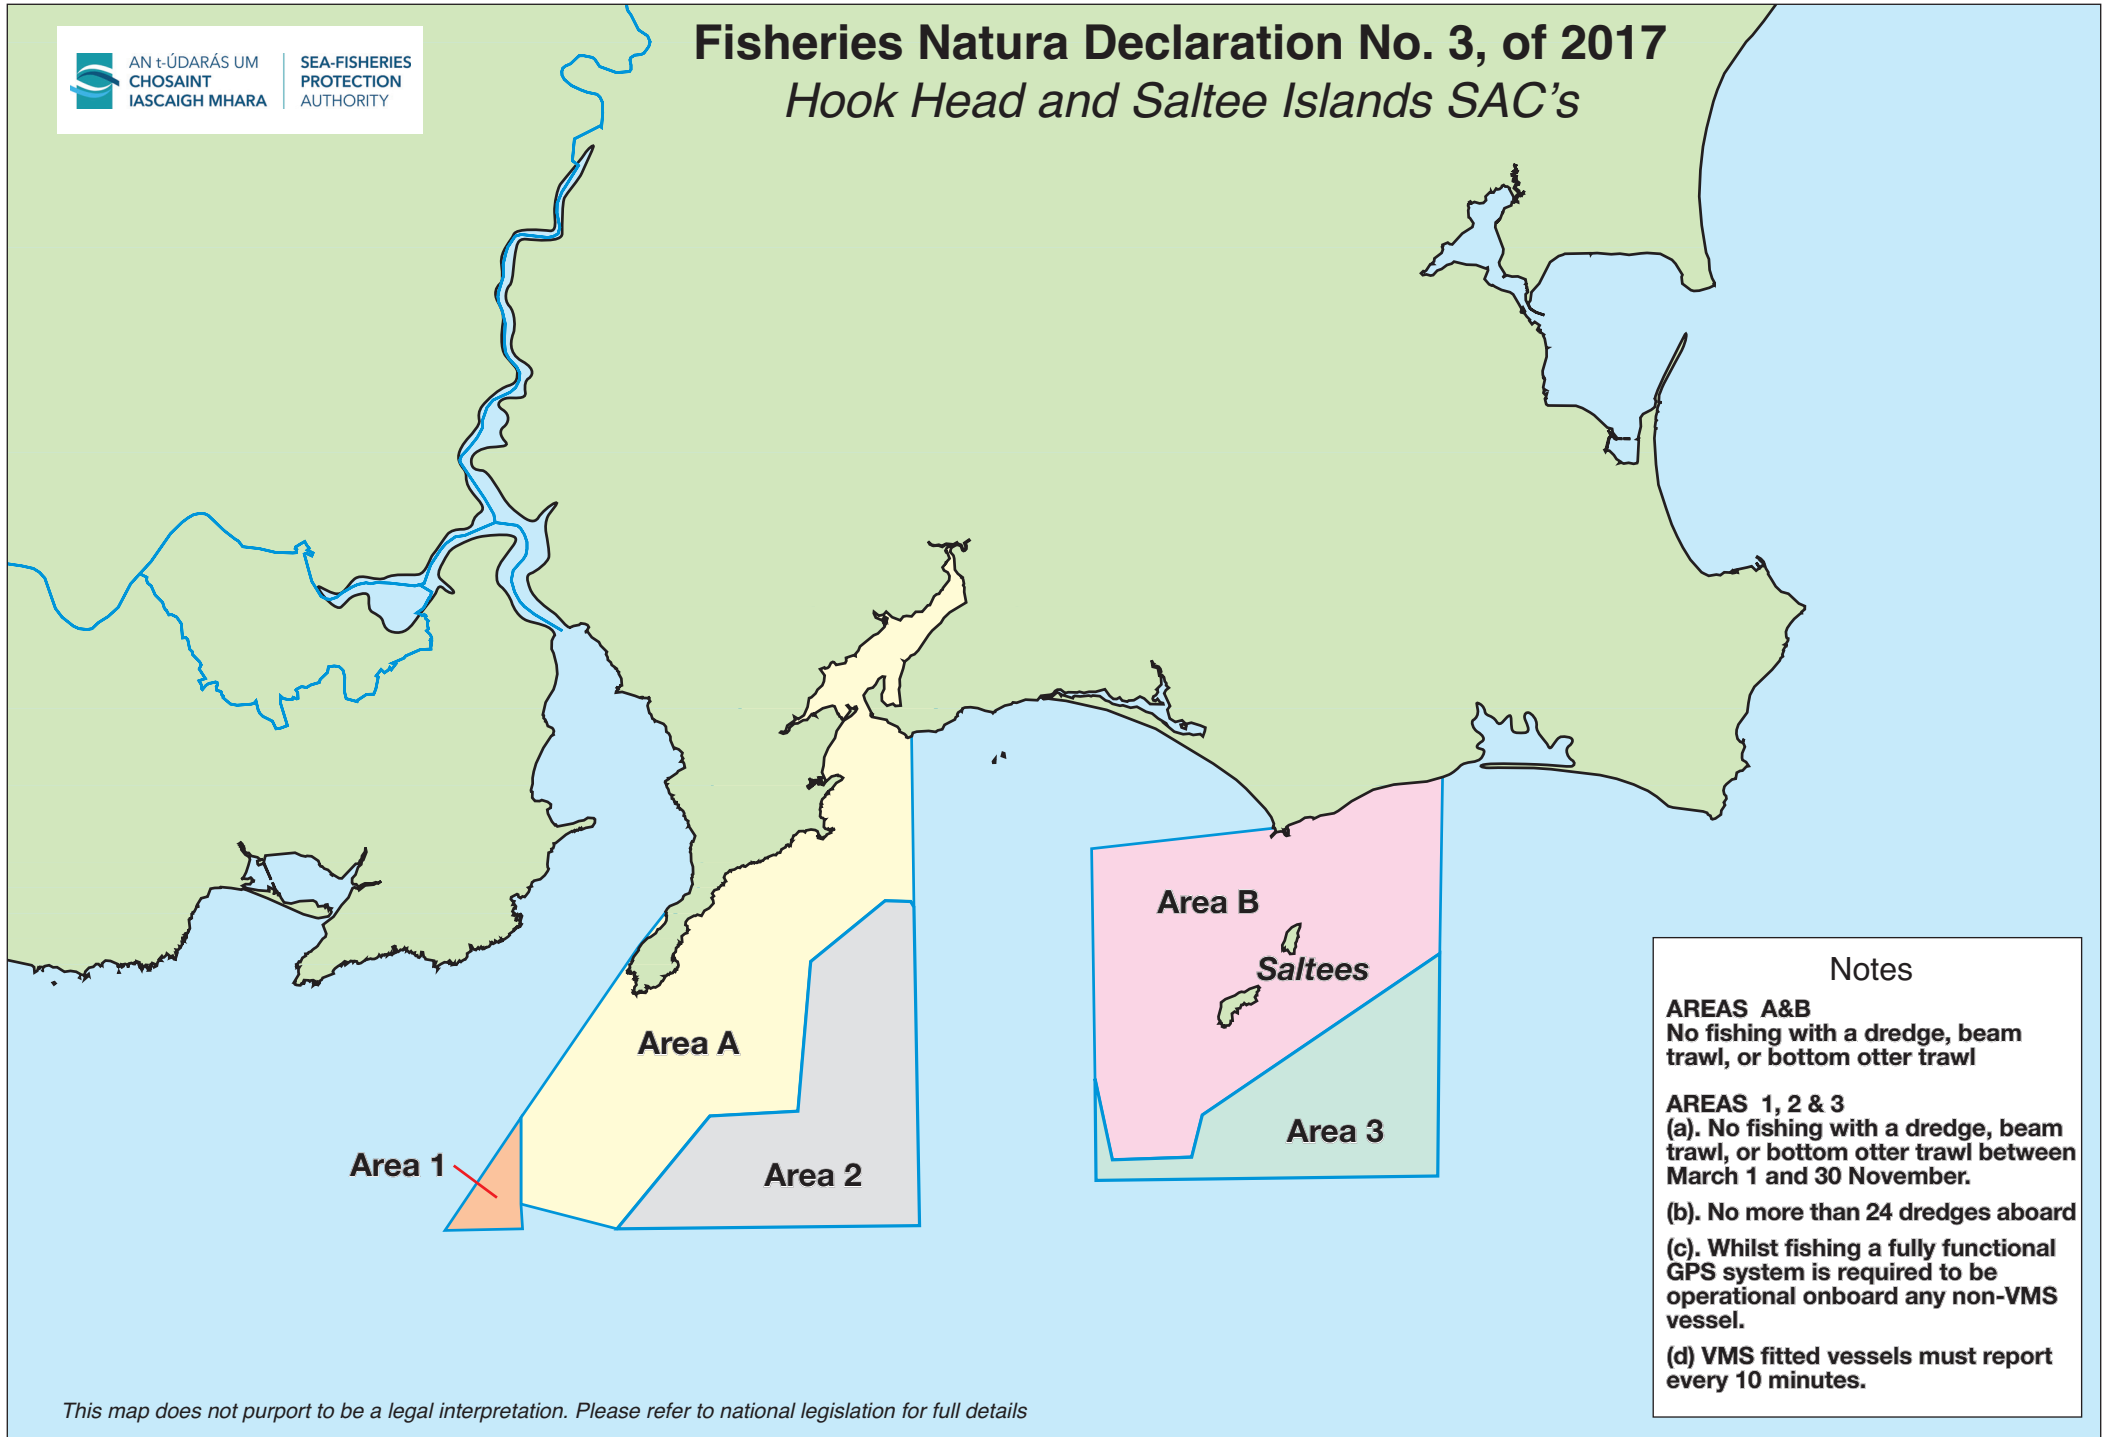 AN t-ÚDARÁS UM
CHOSAINT
IASCAIGH MHARA
SEA-FISHERIES
PROTECTION
AUTHORITY
Fisheries Natura Declaration No. 3, of 2017
Hook Head and Saltee Islands SAC's
Area B
Saltees
Area A
Area 3
Area 1
Area 2
Notes
AREAS A&B
No fishing with a dredge, beam
trawl, or bottom otter trawl
AREAS 1, 2 & 3
(a). No fishing with a dredge, beam
trawl, or bottom otter trawl between
March 1 and 30 November.
(b). No more than 24 dredges aboard
(c). Whilst fishing a fully functional
GPS system is required to be
operational onboard any non-VMS
vessel.
(d) VMS fitted vessels must report
every 10 minutes.
This map does not purport to be a legal interpretation. Please refer to national legislation for full details